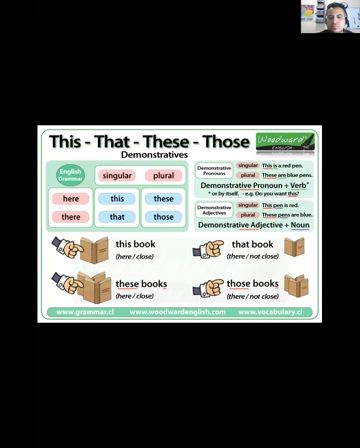 This - That - These - Those
Demonstratives
Woodward
ENGLISH
English
Grammar
singular
plural
here
this
these
there
that
those
Demonstrative
Pronouns
singular
This is a red pen.
plural
These are blue pens.
Demonstrative Pronoun + Verb*
* or by itself. - e.g. Do you want this?
Demonstrative
Adjectives
singular
This pen is red.
plural
These pens are blue.
Demonstrative Adjective + Noun
this book
(here / close)
that book
(there / not close)
these books
(here / close)
those books
(there / not close)
www.grammar.cl
www.woodwardenglish.com
www.vocabulary.cl